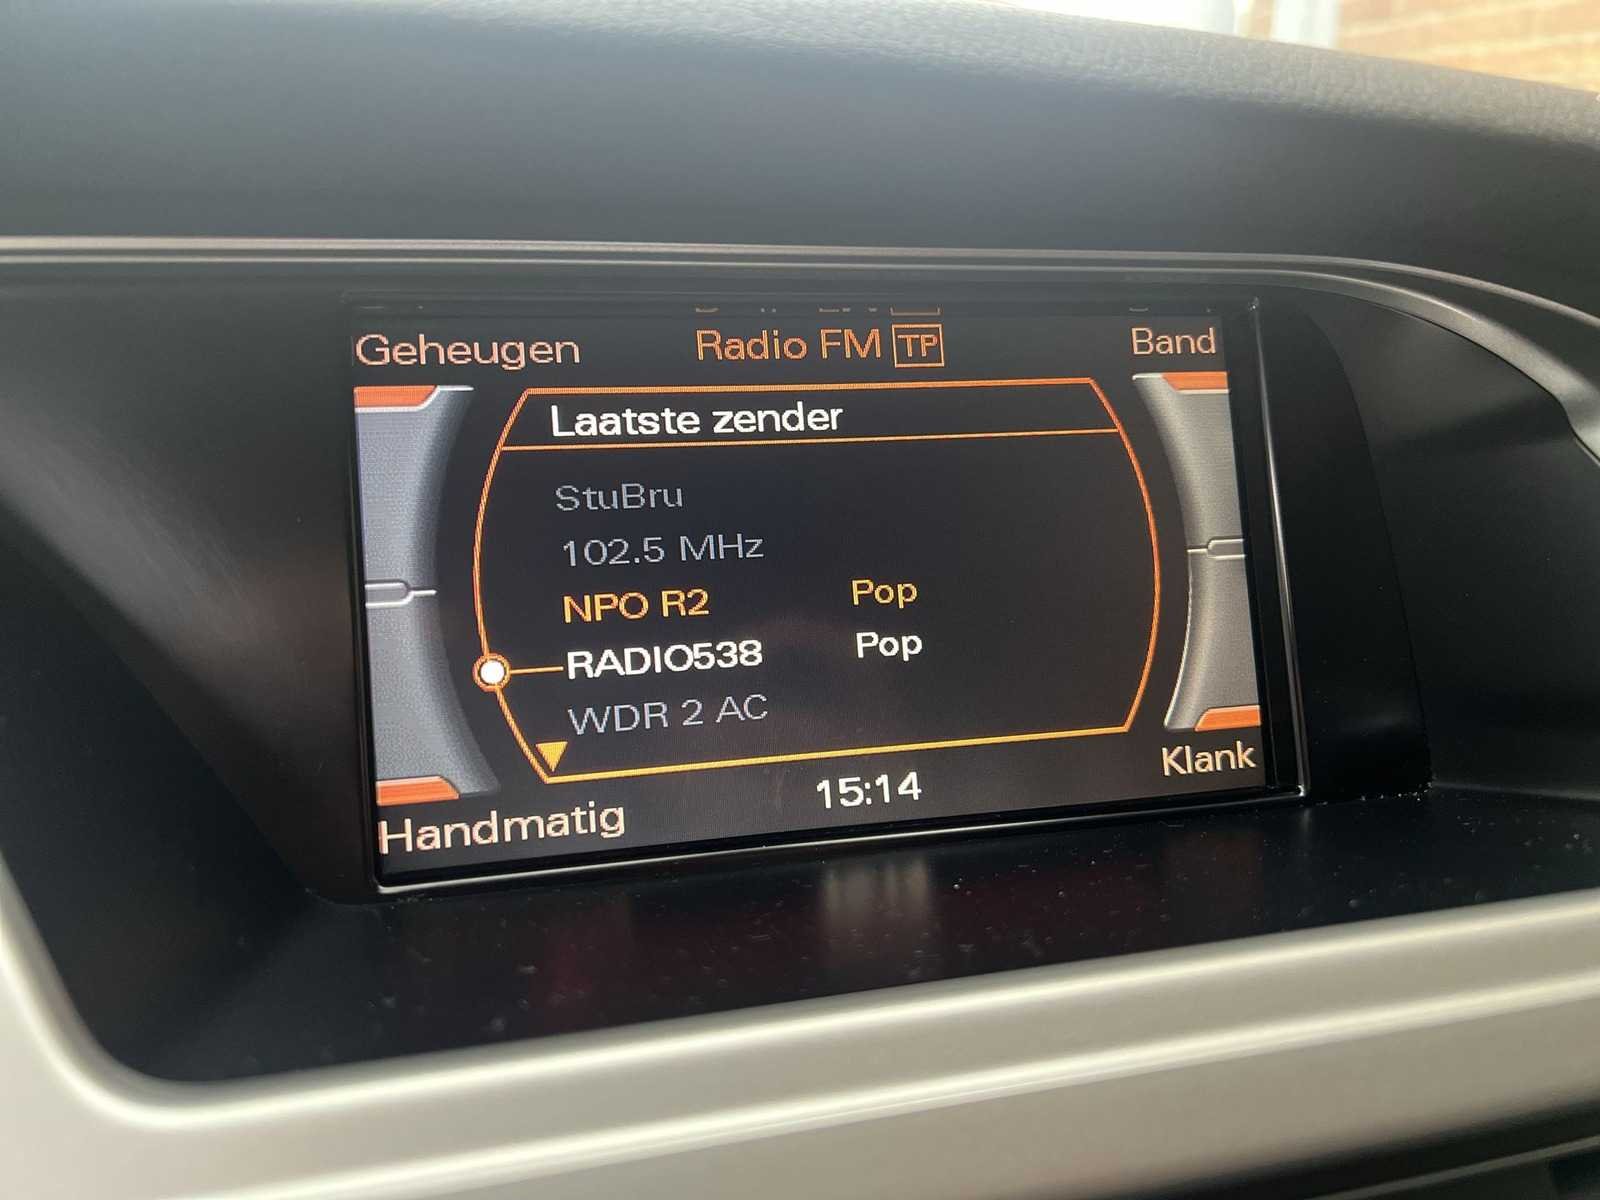 Geheugen Radio FM TP Band
Laatste zender
StuBru
102.5 MHz
NPO R2 Pop
RADIO538 Pop
WDR 2 AC
15:14 Klank
Handmatig